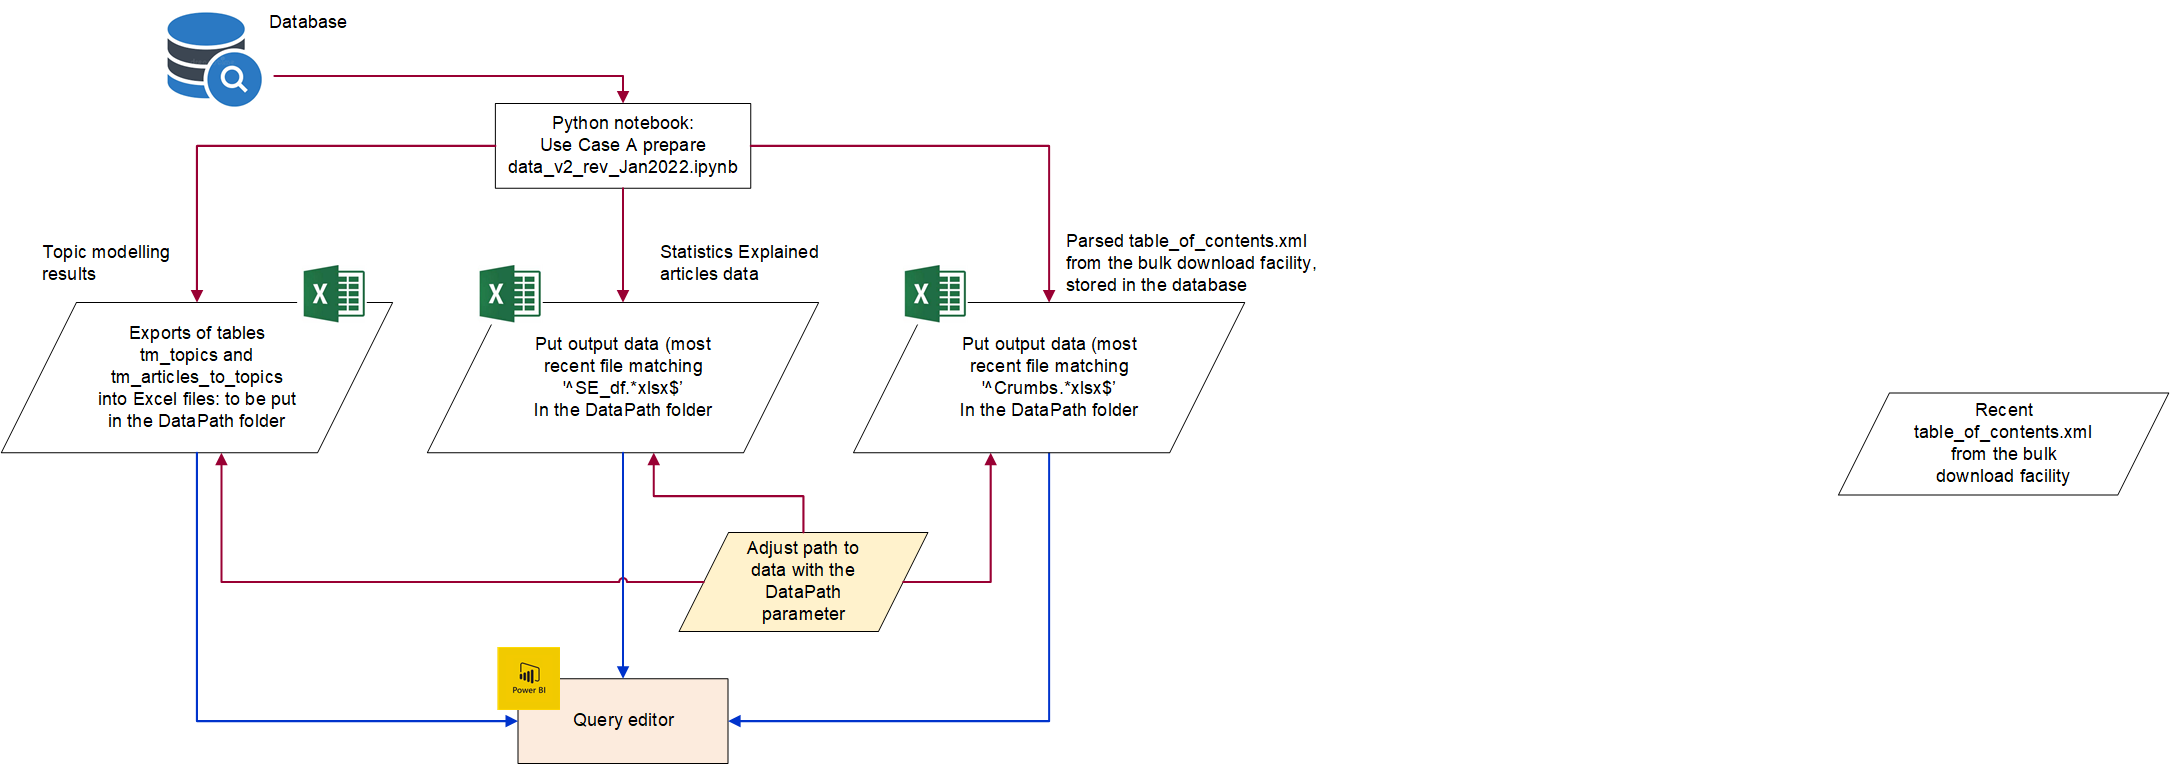 Database
Python notebook:
Use Case A prepare
data_v2_rev_Jan2022.ipynb
Topic modelling
results
Statistics Explained
articles data
Parsed table_of_contents.xml
from the bulk download facility,
stored in the database
X
X
X
Exports of tables
tm_topics and
tm_articles_to_topics
into Excel files: to be put
in the DataPath folder
Put output data (most
recent file matching
'^SE_df.*xlsx$’
In the DataPath folder
Put output data (most
recent file matching
'^Crumbs.*xlsx$’
In the DataPath folder
Recent
table_of_contents.xml
from the bulk
download facility
Adjust path to
data with the
DataPath
parameter
Power BI
Query editor